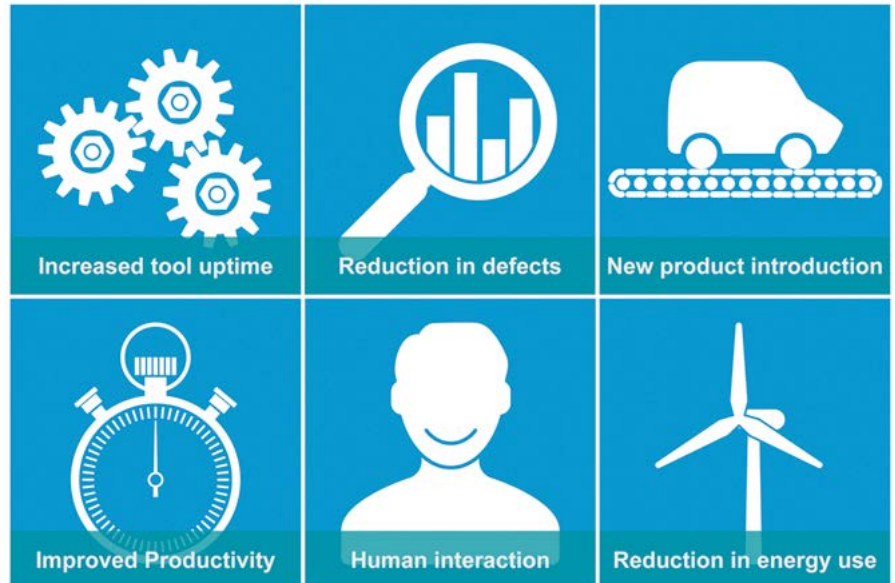 Increased tool uptime
Reduction in defects
New product introduction
Improved Productivity
Human interaction
Reduction in energy use